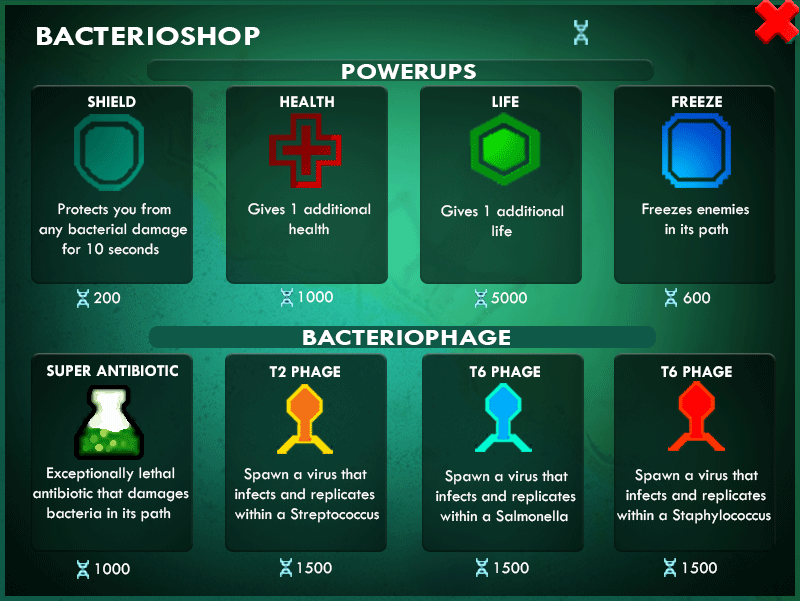 BACTERIOSHOP
POWERUPS
SHIELD
Protects you from
any bacterial damage
for 10 seconds
200
HEALTH
Gives 1 additional
health
1000
LIFE
Gives 1 additional
life
5000
FREEZE
Freezes enemies
in its path
600
BACTERIOPHAGE
SUPER ANTIBIOTIC
Exceptionally lethal
antibiotic that damages
bacteria in its path
1000
T2 PHAGE
Spawn a virus that
infects and replicates
within a Streptococcus
1500
T6 PHAGE
Spawn a virus that
infects and replicates
within a Salmonella
1500
T6 PHAGE
Spawn a virus that
infects and replicates
within a Staphylococcus
1500